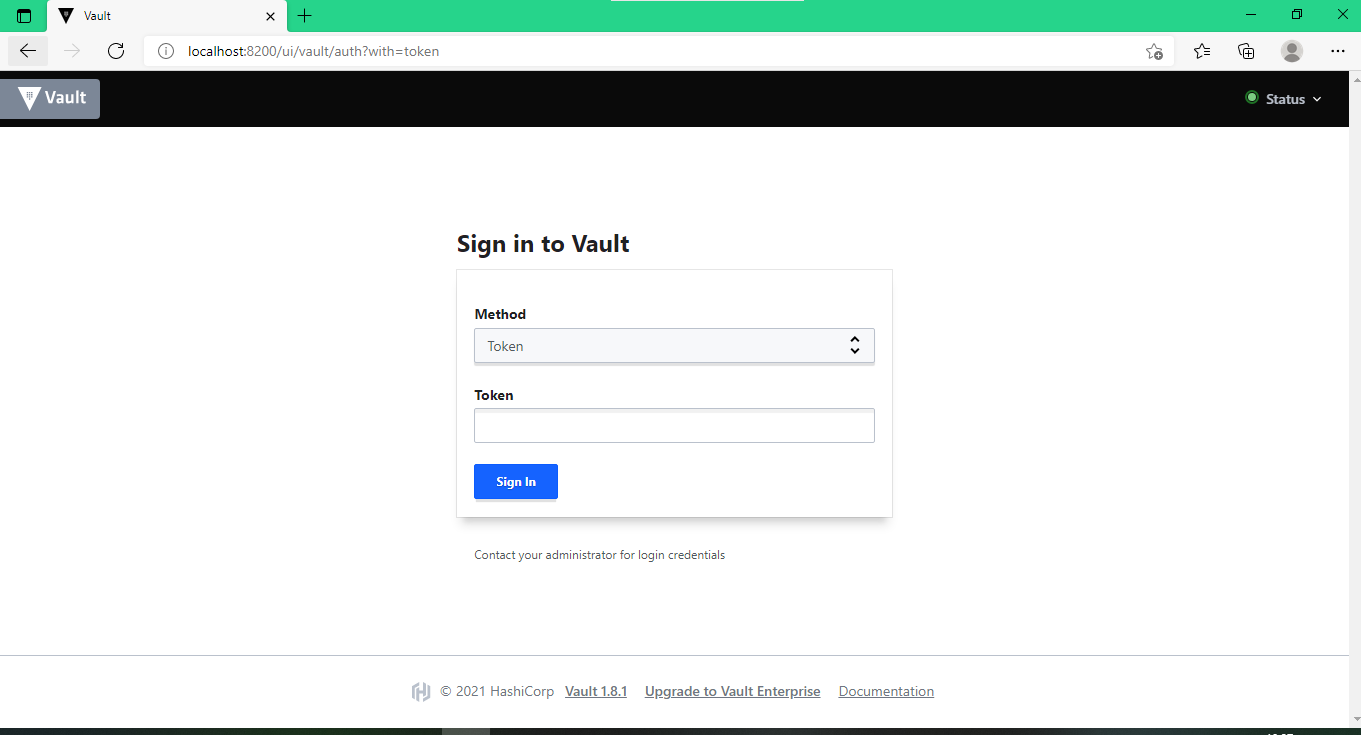 Vault
localhost:8200/ui/vault/auth?with=token
Vault
Status
Sign in to Vault
Method
Token
Token
Sign In
Contact your administrator for login credentials
© 2021 HashiCorp Vault 1.8.1 Upgrade to Vault Enterprise Documentation